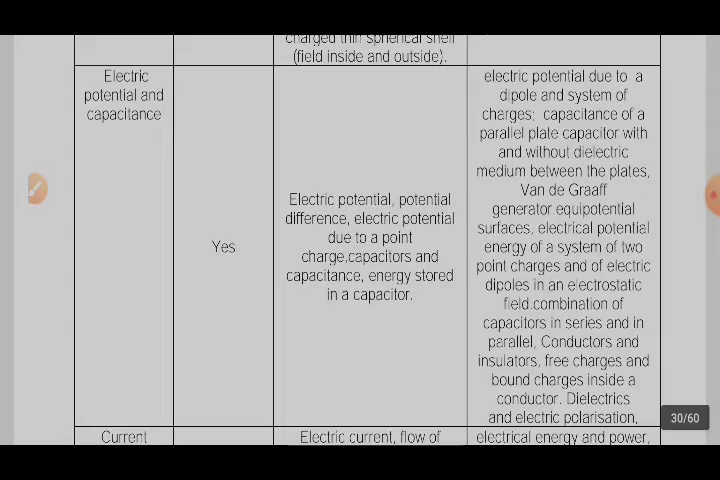 charged thin spherical shell
(field inside and outside).
Electric
potential and
capacitance
Yes
Electric potential, potential
difference, electric potential
due to a point
charge,capacitors and
capacitance, energy stored
in a capacitor.
electric potential due to a
dipole and system of
charges; capacitance of a
parallel plate capacitor with
and without dielectric
medium between the plates,
Van de Graaff
generator.equipotential
surfaces, electrical potential
energy of a system of two
point charges and of electric
dipoles in an electrostatic
field.combination of
capacitors in series and in
parallel, Conductors and
insulators, free charges and
bound charges inside a
conductor. Dielectrics
and electric polarisation,
30/60
Current
Electric current, flow of
electrical energy and power,